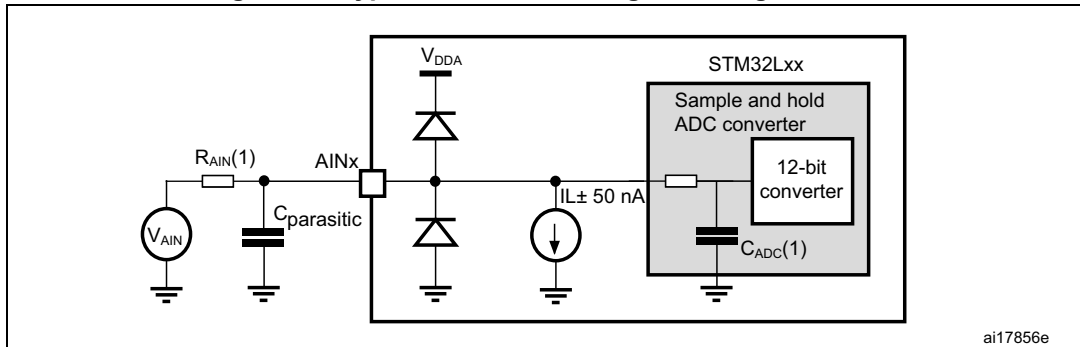 V_DDA
STM32Lxx
Sample and hold
ADC converter
R_AIN(1)
AINx
12-bit
converter
IL± 50 nA
C_parasitic
V_AIN
C_ADC(1)
ai17856e